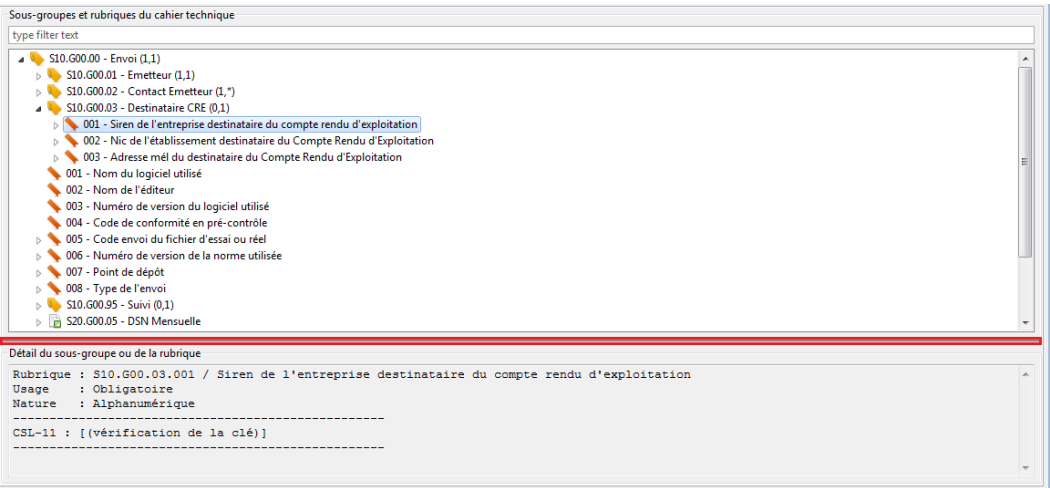 Sous-groupes et rubriques du cahier technique
type filter text
S10.G00.00 - Envoi (1,1)
S10.G00.01 - Emetteur (1,1)
S10.G00.02 - Contact Emetteur (1,*)
S10.G00.03 - Destinataire CRE (0,1)
001 - Siren de l'entreprise destinataire du compte rendu d'exploitation
002 - Nic de l'établissement destinataire du Compte Rendu d'Exploitation
003 - Adresse mél du destinataire du Compte Rendu d'Exploitation
001 - Nom du logiciel utilisé
002 - Nom de l'éditeur
003 - Numéro de version du logiciel utilisé
004 - Code de conformité en pré-contrôle
005 - Code envoi du fichier d'essai ou réel
006 - Numéro de version de la norme utilisée
007 - Point de dépôt
008 - Type de l'envoi
S10.G00.95 - Suivi (0,1)
S20.G00.05 - DSN Mensuelle
Détail du sous-groupe ou de la rubrique
Rubrique : S10.G00.03.001 / Siren de l'entreprise destinataire du compte rendu d'exploitation
Usage : Obligatoire
Nature : Alphanumérique
--------------------------------------------------
CSL-11 : [(vérification de la clé)]
--------------------------------------------------